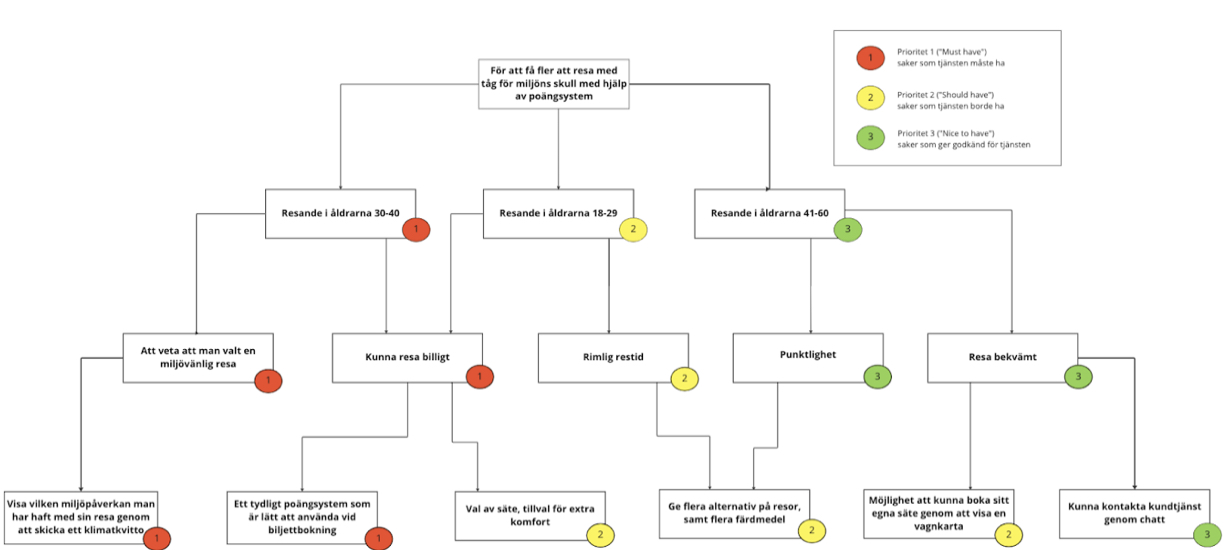 1
Prioritet 1 ("Must have")
saker som tjänsten måste ha
2
Prioritet 2 ("Should have")
saker som tjänsten borde ha
3
Prioritet 3 ("Nice to have")
saker som ger godkänd för tjänsten
För att få fler att resa med
tåg för miljöns skull med hjälp
av poängsystem
Resande i åldrarna 30-40
1
Resande i åldrarna 18-29
2
Resande i åldrarna 41-60
3
Att veta att man valt en
miljövänlig resa
1
Kunna resa billigt
1
Rimlig restid
2
Punktlighet
3
Resa bekvämt
3
Visa vilken miljöpåverkan man
har haft med sin resa genom
att skicka ett klimatkvitto
1
Ett tydligt poängsystem som
är lätt att använda vid
biljettbokning
1
Val av säte, tillval för extra
komfort
2
Ge flera alternativ på resor,
samt flera färdmedel
2
Möjlighet att kunna boka sitt
egna säte genom att visa en
vagnkarta
2
Kunna kontakta kundtjänst
genom chatt
3